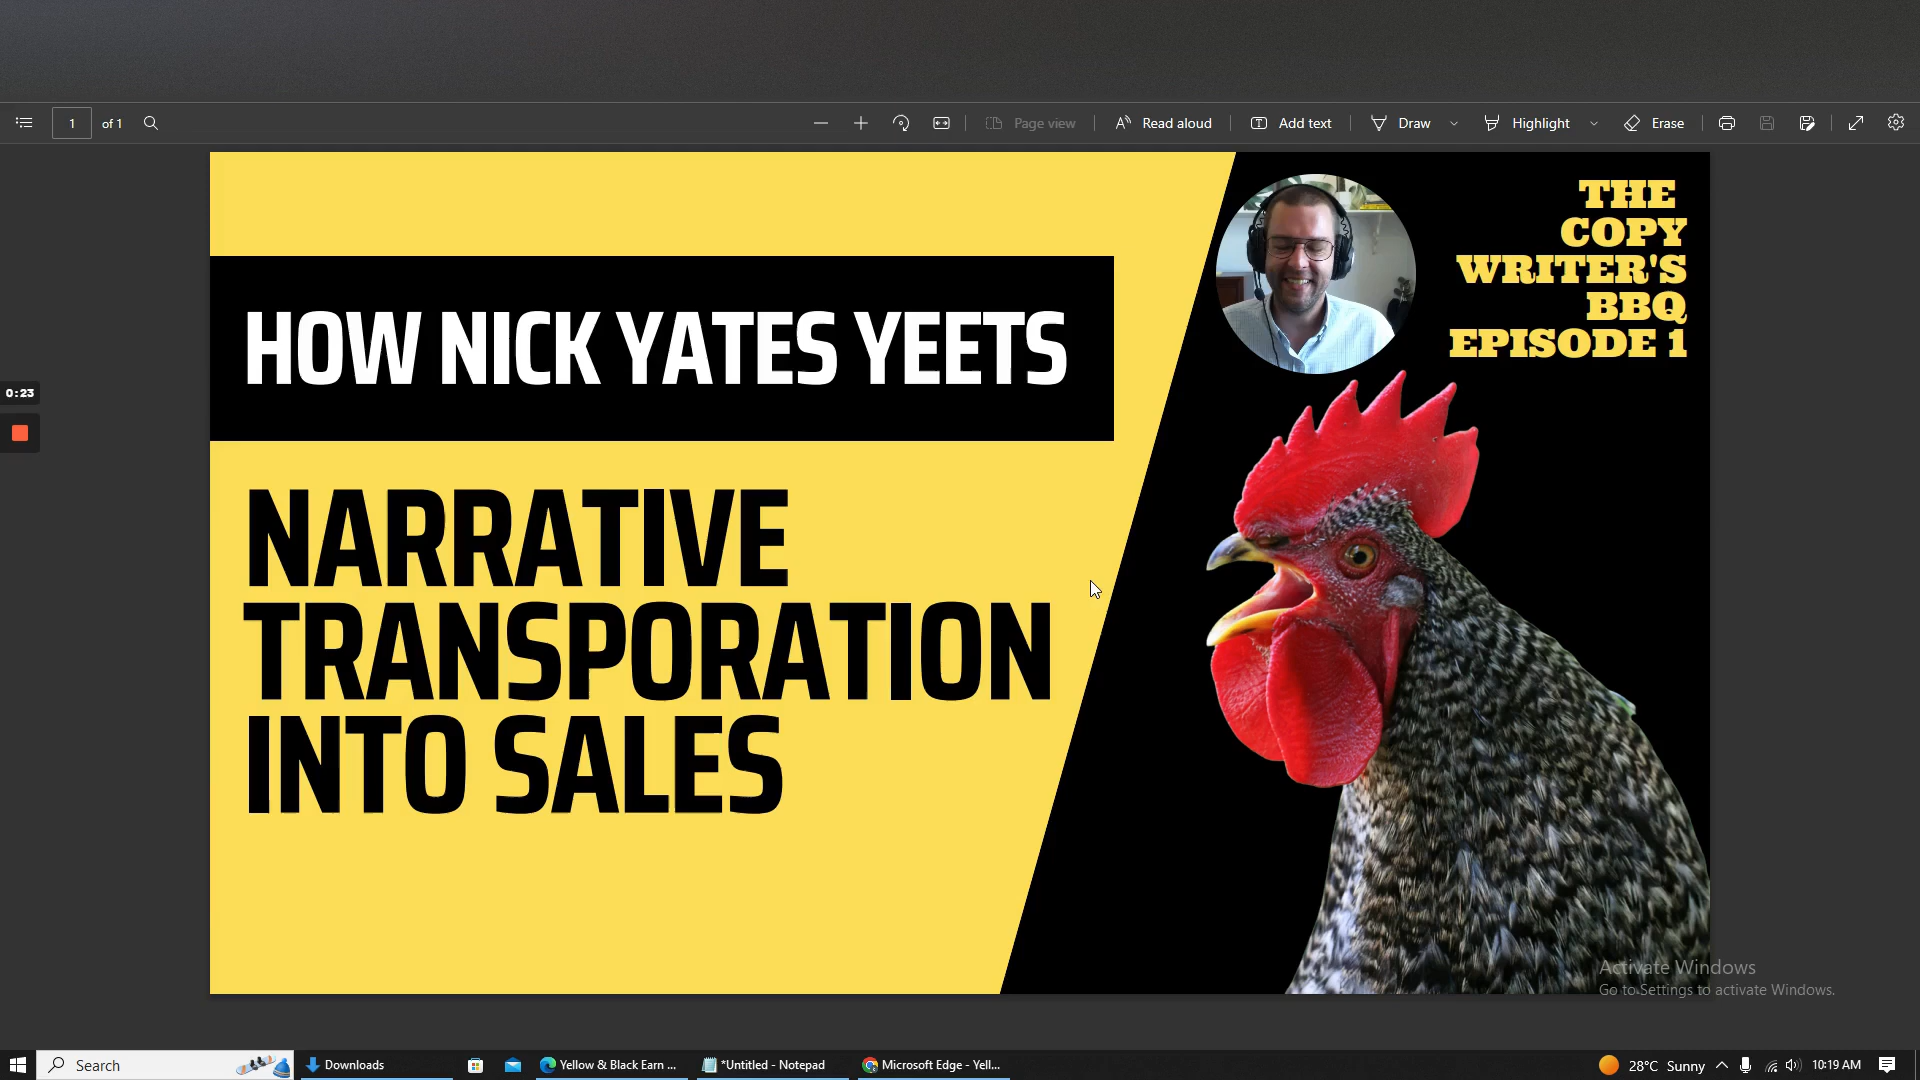 1 of 1 Page view Read aloud Add text Draw Highlight Erase
THE
COPY
WRITER'S
BBQ
EPISODE 1
HOW NICK YATES YEETS
0:23
NARRATIVE
TRANSPORATION
INTO SALES
Activate Windows
Go to Settings to activate Windows.
Search Downloads Yellow & Black Earn ... *Untitled - Notepad Microsoft Edge - Yell... 28°C Sunny 10:19 AM